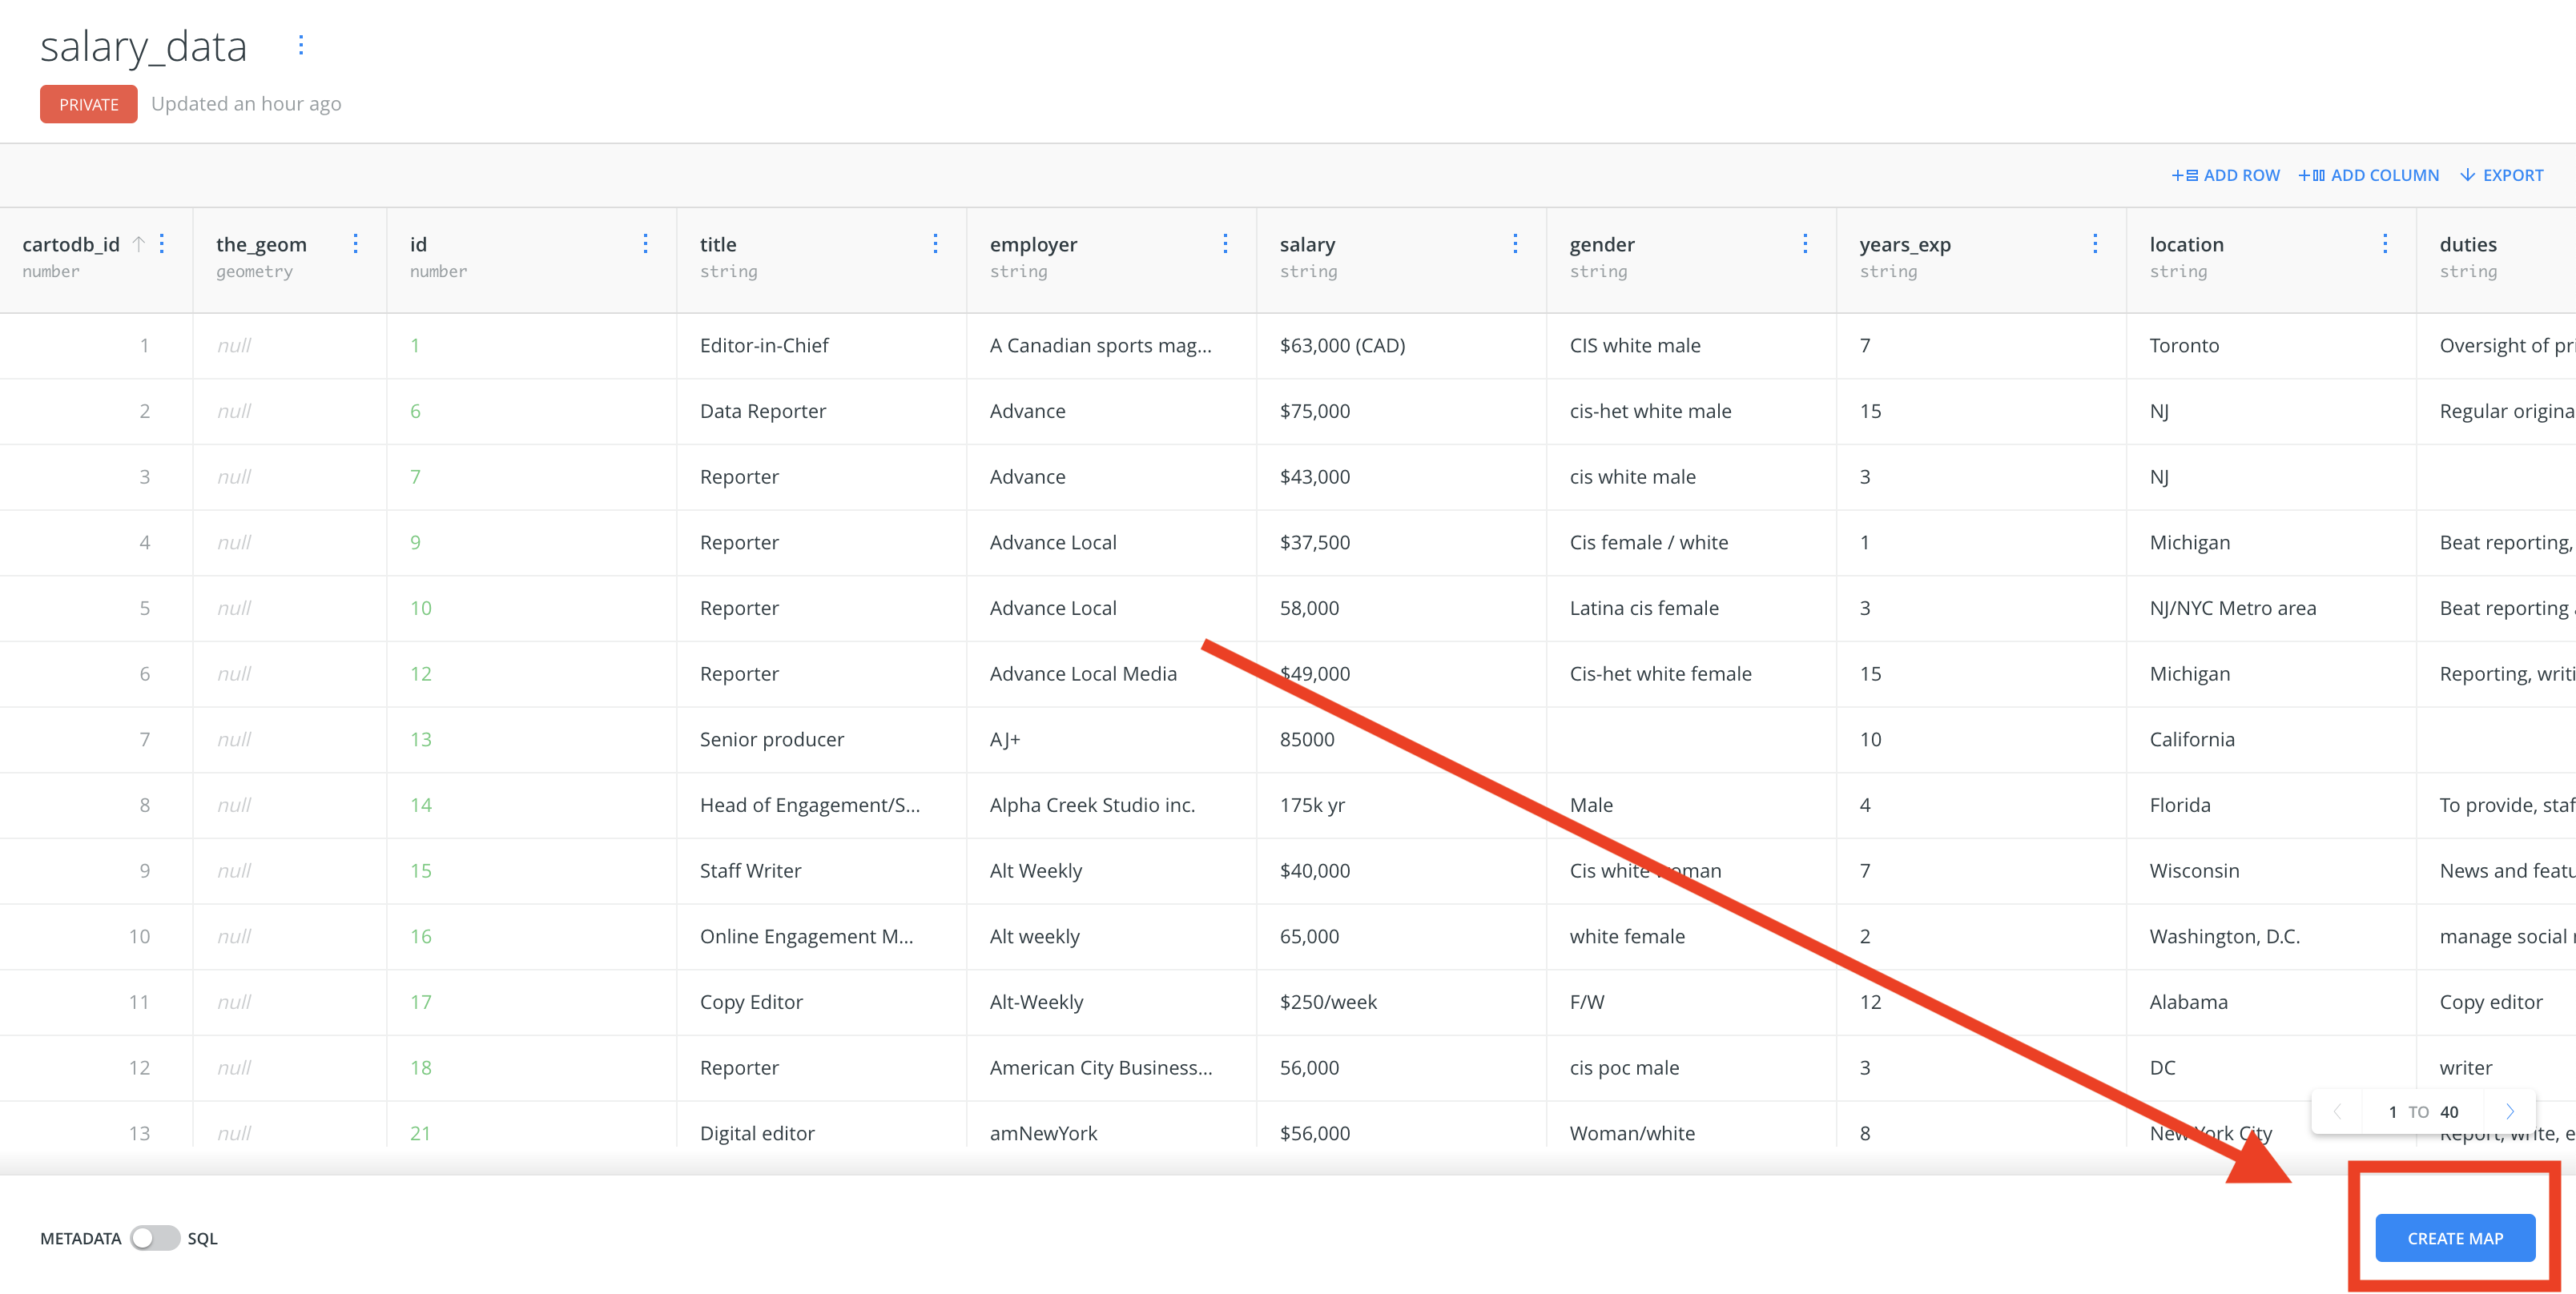 salary_data
PRIVATE Updated an hour ago
ADD ROW ADD COLUMN EXPORT
cartodb_id the_geom id title employer salary gender years_exp location duties
number geometry number string string string string string string string
1 null 1 Editor-in-Chief A Canadian sports mag... $63,000 (CAD) CIS white male 7 Toronto Oversight of pri
2 null 6 Data Reporter Advance $75,000 cis-het white male 15 NJ Regular origina
3 null 7 Reporter Advance $43,000 cis white male 3 NJ
4 null 9 Reporter Advance Local $37,500 Cis female / white 1 Michigan Beat reporting,
5 null 10 Reporter Advance Local 58,000 Latina cis female 3 NJ/NYC Metro area Beat reporting
6 null 12 Reporter Advance Local Media $49,000 Cis-het white female 15 Michigan Reporting, writi
7 null 13 Senior producer AJ+ 85000 10 California
8 null 14 Head of Engagement/S... Alpha Creek Studio inc. 175k yr Male 4 Florida To provide, staf
9 null 15 Staff Writer Alt Weekly $40,000 Cis white woman 7 Wisconsin News and featu
10 null 16 Online Engagement M... Alt weekly 65,000 white female 2 Washington, D.C. manage social
11 null 17 Copy Editor Alt-Weekly $250/week F/W 12 Alabama Copy editor
12 null 18 Reporter American City Business... 56,000 cis poc male 3 DC writer
13 null 21 Digital editor amNewYork $56,000 Woman/white 8 New York City Report, write, e
1 TO 40
METADATA SQL
CREATE MAP